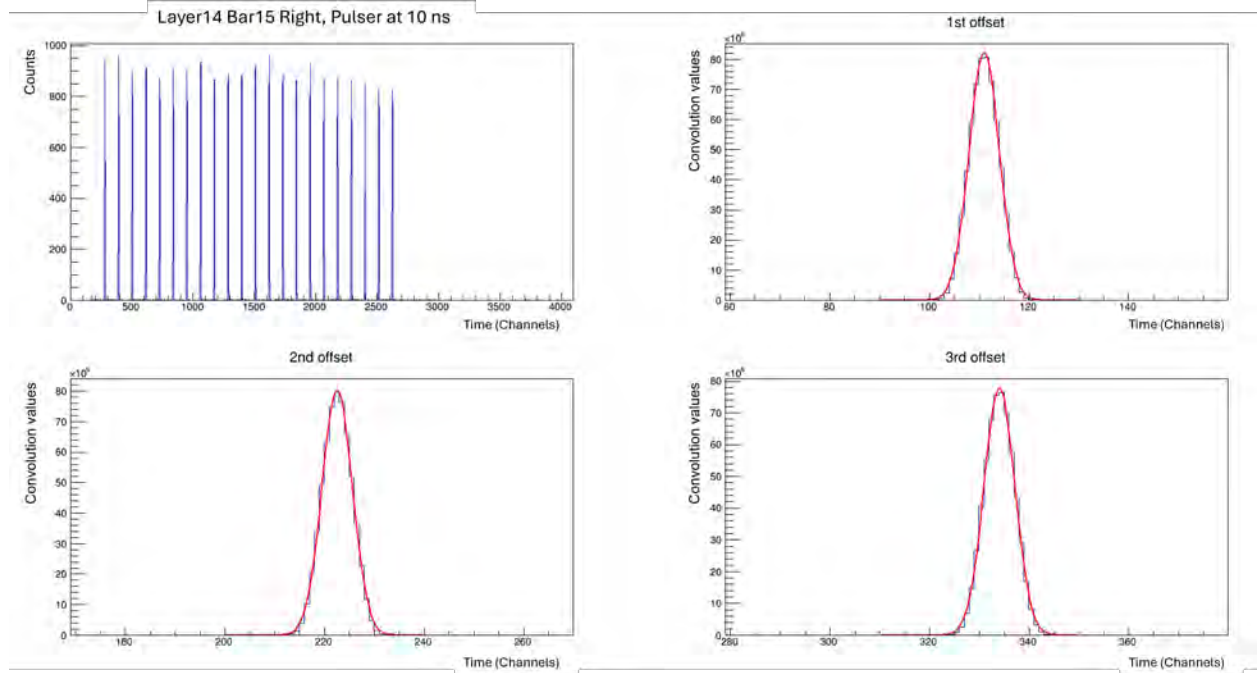 Layer14 Bar15 Right, Pulser at 10 ns
Counts
1000
800
600
400
200
0
0 500 1000 1500 2000 2500 3000 3500 4000
Time (Channels)
1st offset
×10⁶
Convolution values
80
70
60
50
40
30
20
10
0
60 80 100 120 140
Time (Channels)
2nd offset
×10⁶
Convolution values
80
70
60
50
40
30
20
10
0
180 200 220 240 260
Time (Channels)
3rd offset
×10⁶
Convolution values
80
70
60
50
40
30
20
10
0
280 300 320 340 360
Time (Channels)